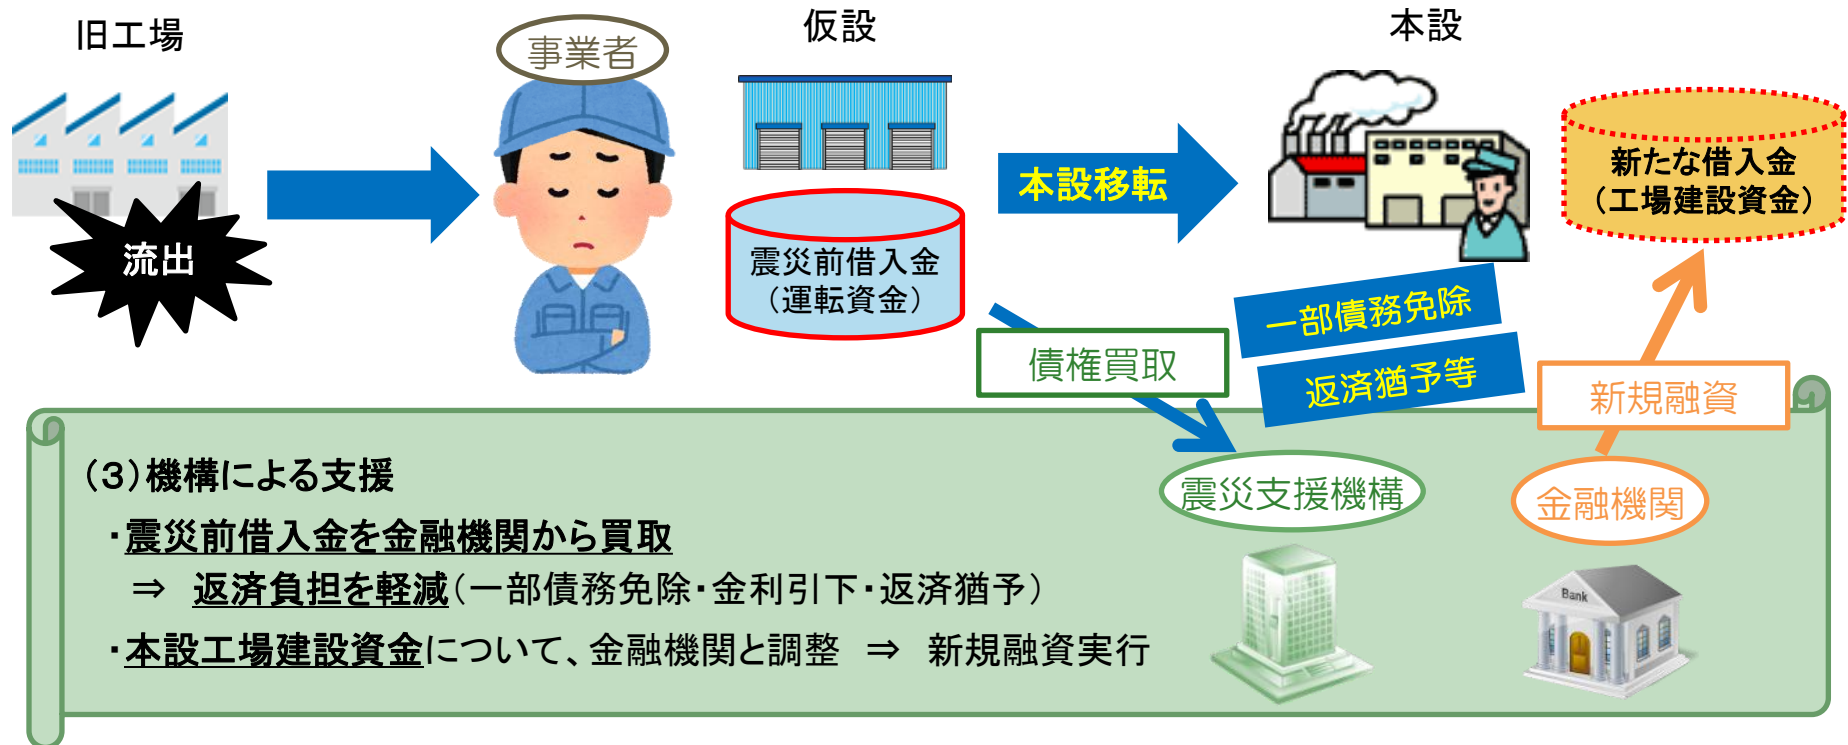 旧工場
事業者
仮設
本設
流出
本設移転
新たな借入金
（工場建設資金）
震災前借入金
（運転資金）
一部債務免除
債権買取
返済猶予等
新規融資
震災支援機構
金融機関
Bank
（３）機構による支援
・震災前借入金を金融機関から買取
⇒　返済負担を軽減（一部債務免除・金利引下・返済猶予）
・本設工場建設資金について、金融機関と調整　⇒　新規融資実行